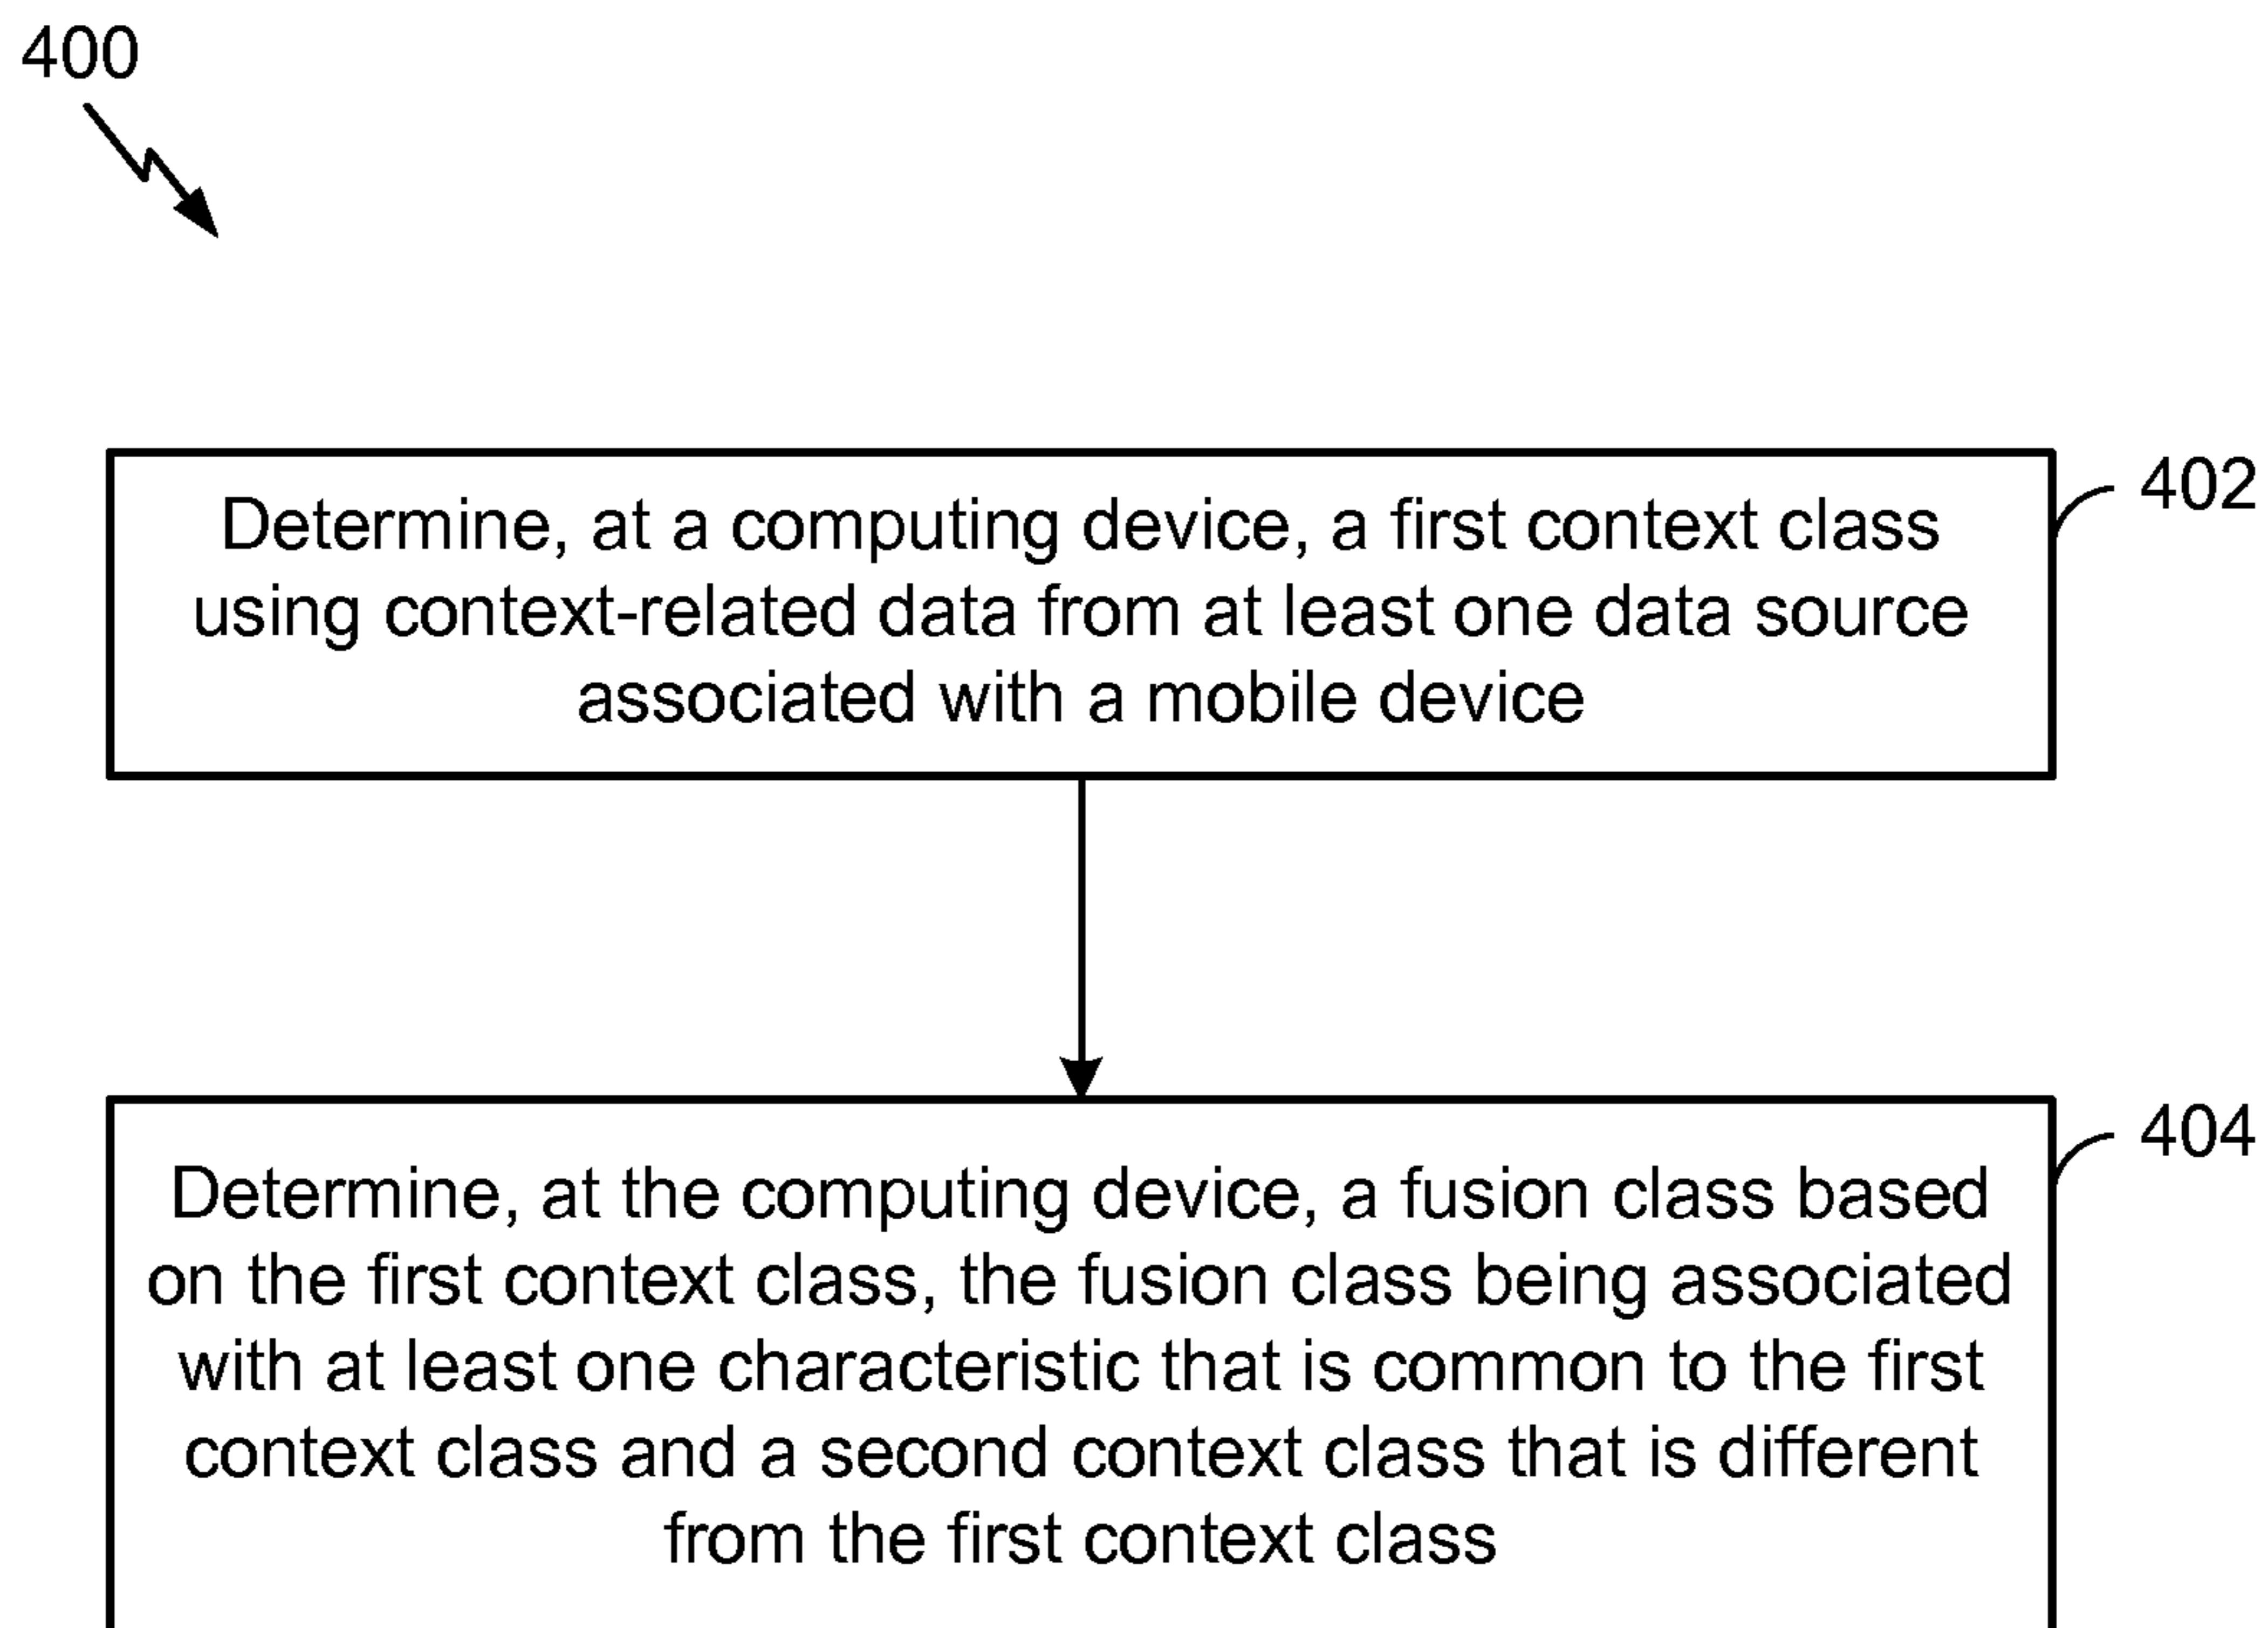 400
402
Determine, at a computing device, a first context class
using context-related data from at least one data source
associated with a mobile device
404
Determine, at the computing device, a fusion class based
on the first context class, the fusion class being associated
with at least one characteristic that is common to the first
context class and a second context class that is different
from the first context class